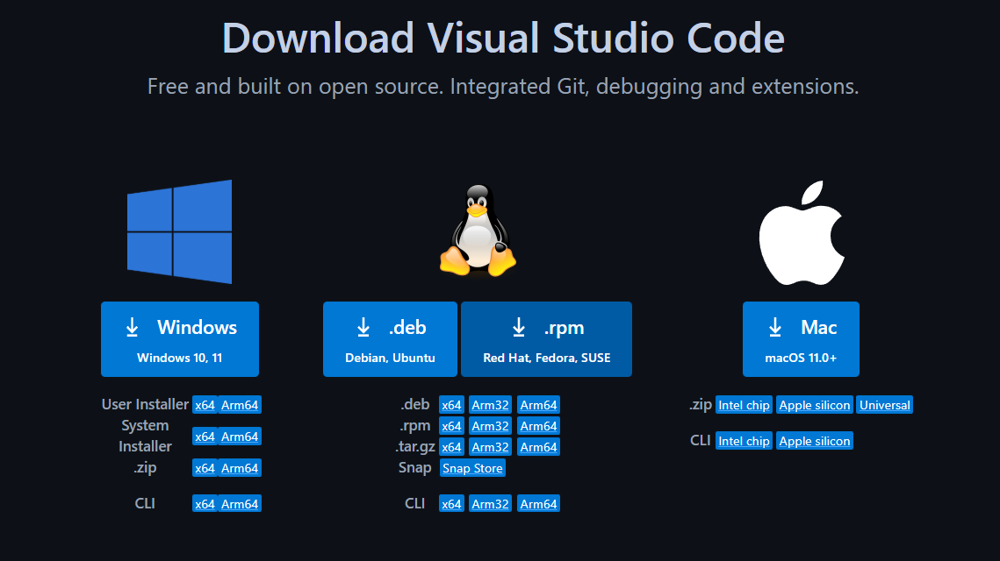 Download Visual Studio Code
Free and built on open source. Integrated Git, debugging and extensions.
Windows
Windows 10, 11
User Installer x64 Arm64
System
Installer
x64 Arm64
.zip x64 Arm64
CLI x64 Arm64
.deb
Debian, Ubuntu
.rpm
Red Hat, Fedora, SUSE
.deb x64 Arm32 Arm64
.rpm x64 Arm32 Arm64
.tar.gz x64 Arm32 Arm64
Snap Snap Store
CLI x64 Arm32 Arm64
Mac
macOS 11.0+
.zip Intel chip Apple silicon Universal
CLI Intel chip Apple silicon